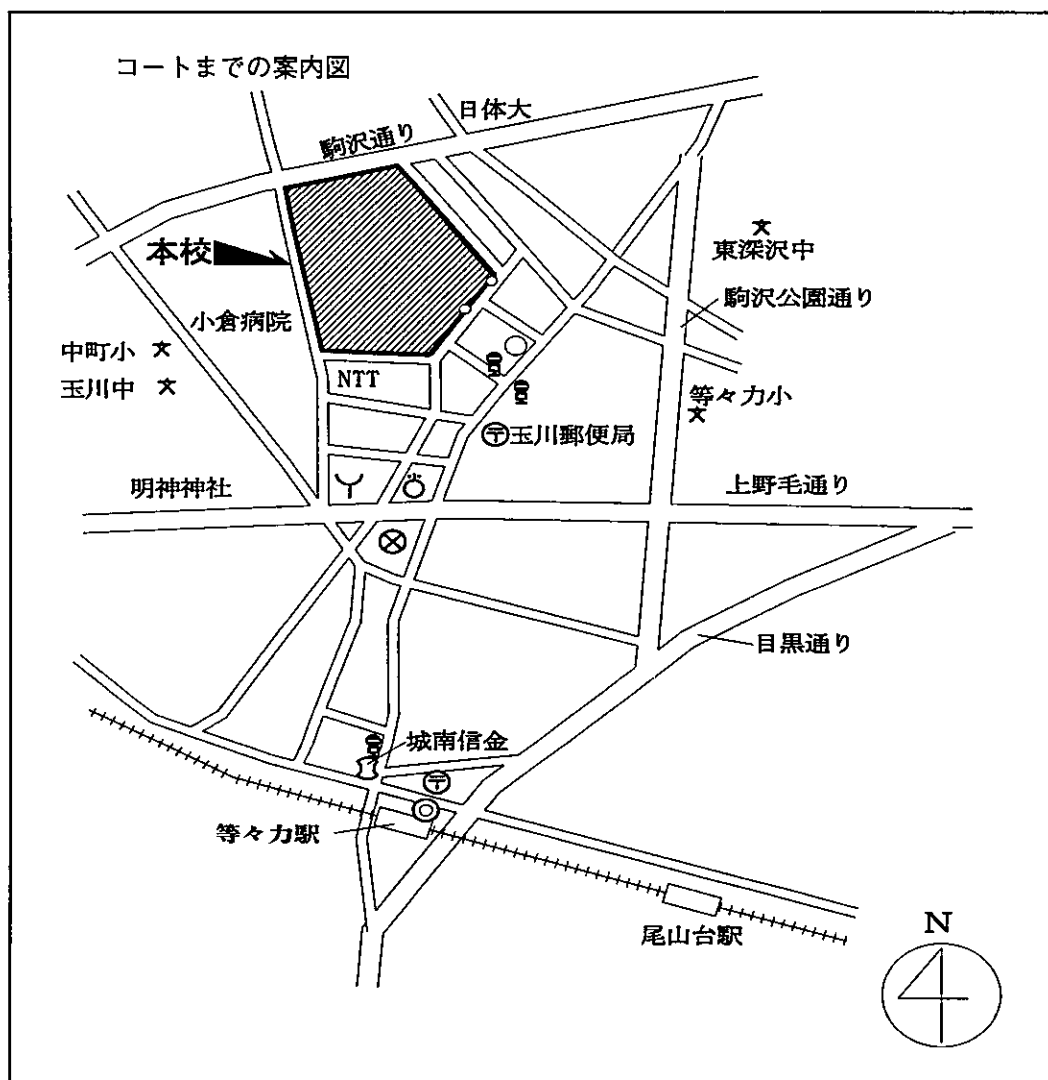 コートまでの案内図
日体大
駒沢通り
本校
東深沢中
駒沢公園通り
小倉病院
中町小
玉川中
NTT
等々力小
玉川郵便局
明神神社
上野毛通り
目黒通り
城南信金
等々力駅
尾山台駅
N